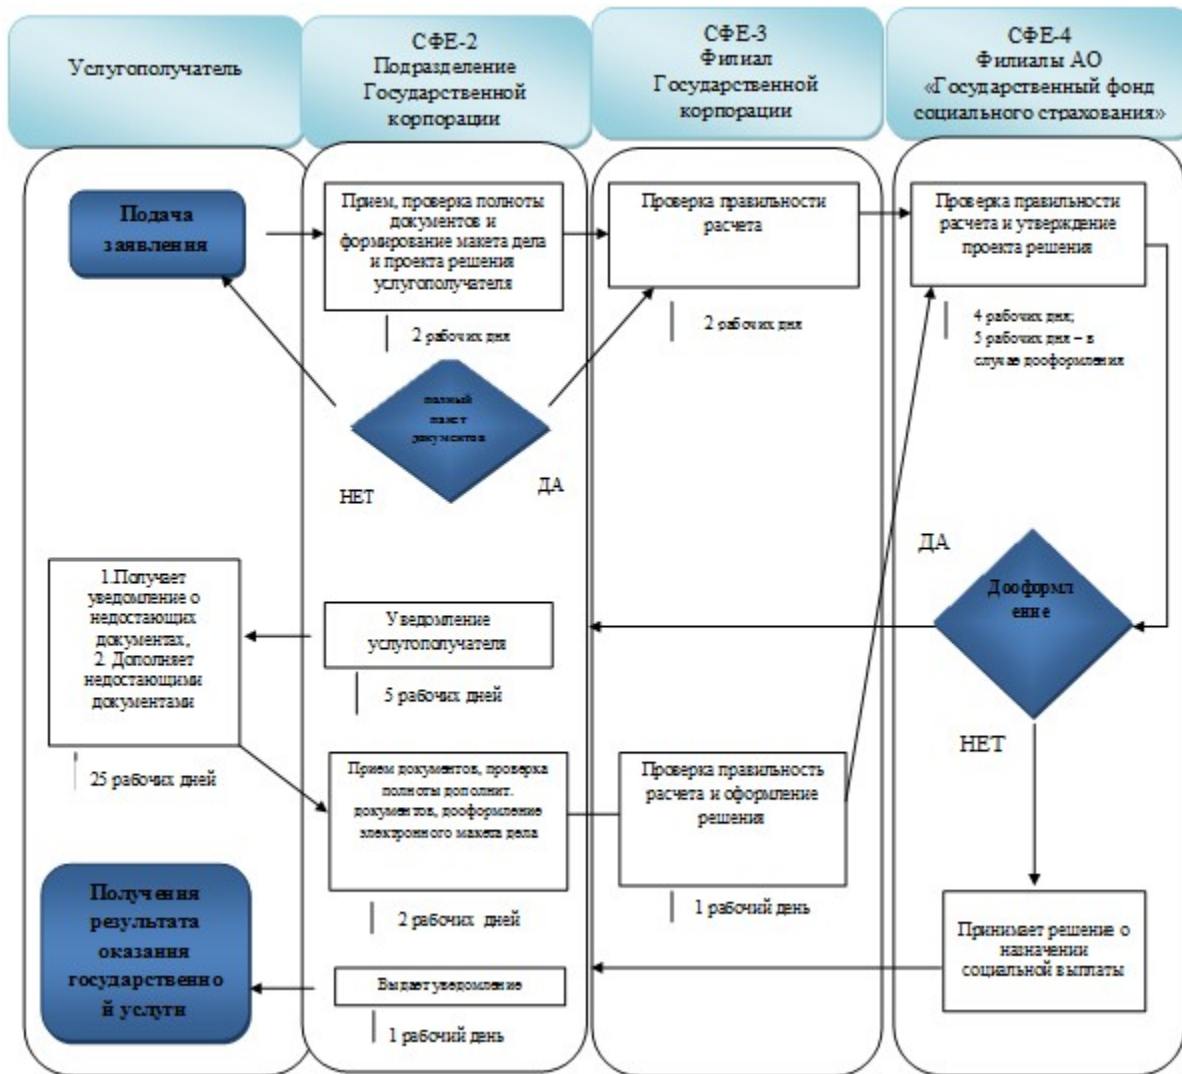 Услугополучатель
СФЕ-2
Подразделение
Государственной
корпорации
СФЕ-3
Филиал
Государственной
корпорации
СФЕ-4
Филиалы АО
«Государственный фонд
социального страхования»
Подача
заявления
Прием, проверка полноты
документов и
формирование макета дела
и проекта решения
услугополучателя
Проверка правильности
расчета
Проверка правильности
расчета и утверждение
проекта решения
2 рабочих дня
2 рабочих дня
4 рабочих дня;
5 рабочих дня – в
случае дооформления
полный
пакет
документов
НЕТ
ДА
ДА
Дооформл
ение
НЕТ
1.Получает
уведомление о
недостающих
документах,
2. Дополняет
недостающими
документами
Уведомление
услугополучателя
5 рабочих дней
25 рабочих дней
Прием документов, проверка
полноты дополнит.
документов, дооформление
электронного макета дела
Проверка правильность
расчета и оформление
решения
2 рабочих дней
1 рабочий день
Получения
результата
оказания
государственно
й услуги
Выдает уведомление
1 рабочий день
Принимает решение о
назначении
социальной выплаты